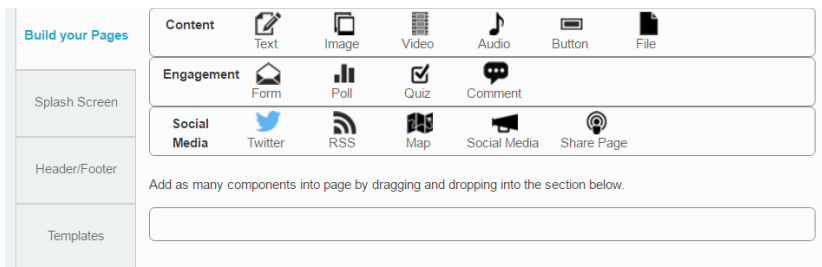 Build your Pages
Splash Screen
Header/Footer
Templates
Content
Text Image Video Audio Button File
Engagement
Form Poll Quiz Comment
Social
Media
Twitter RSS Map Social Media Share Page
Add as many components into page by dragging and dropping into the section below.